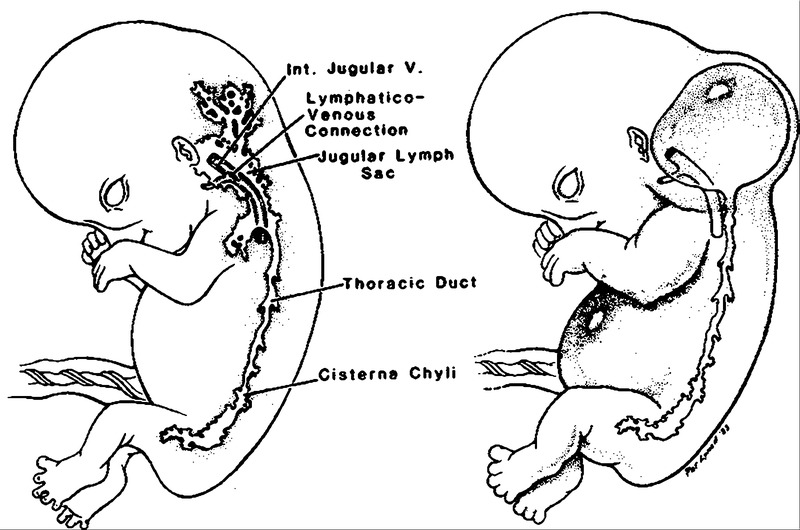 Int. Jugular V.
Lymphatico-
Venous
Connection
Jugular Lymph
Sac
Thoracic Duct
Cisterna Chyli